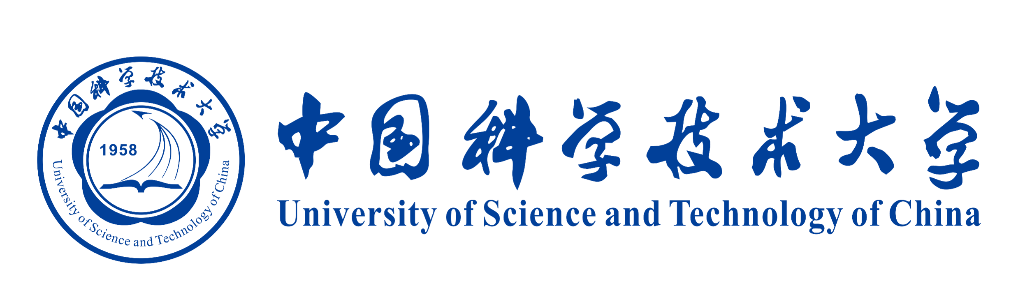 中国科学技术大学
1958
University of Science and Technology of China
中国科学技术大学
University of Science and Technology of China